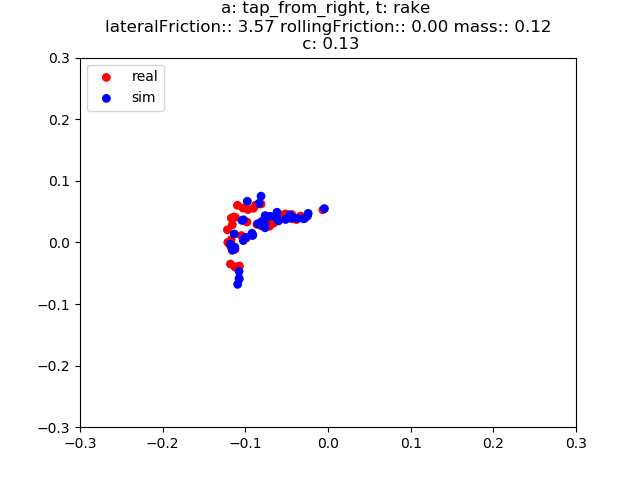 a: tap_from_right, t: rake
lateralFriction:: 3.57 rollingFriction:: 0.00 mass:: 0.12
c: 0.13
real
sim
0.3
0.2
0.1
0.0
−0.1
−0.2
−0.3
−0.3
−0.2
−0.1
0.0
0.1
0.2
0.3